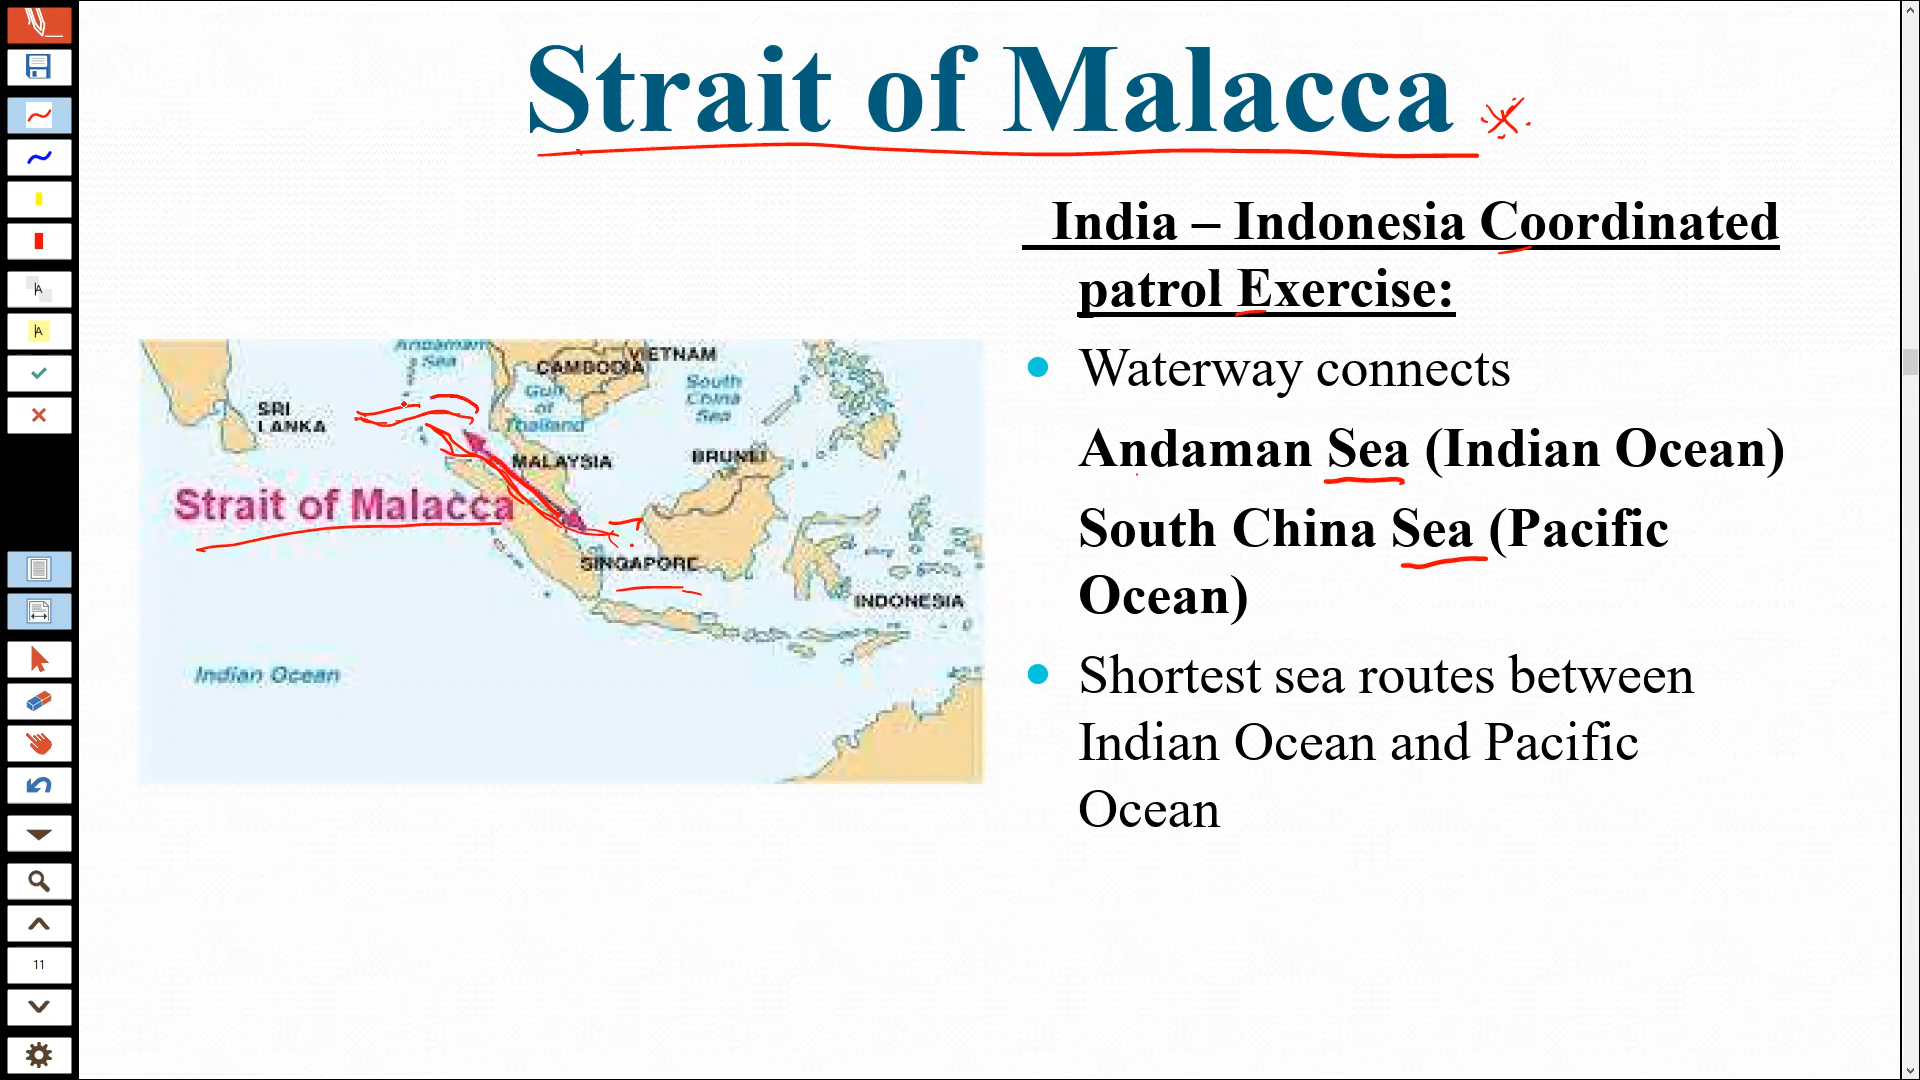 Strait of Malacca
India – Indonesia Coordinated
patrol Exercise:
Waterway connects
Andaman Sea (Indian Ocean)
South China Sea (Pacific
Ocean)
Shortest sea routes between
Indian Ocean and Pacific
Ocean
Andaman
Sea
SRI
LANKA
CAMBODIA
VIETNAM
Gulf
of
Thailand
South
China
Sea
MALAYSIA
BRUNEI
Strait of Malacca
SINGAPORE
INDONESIA
Indian Ocean
A
A
11